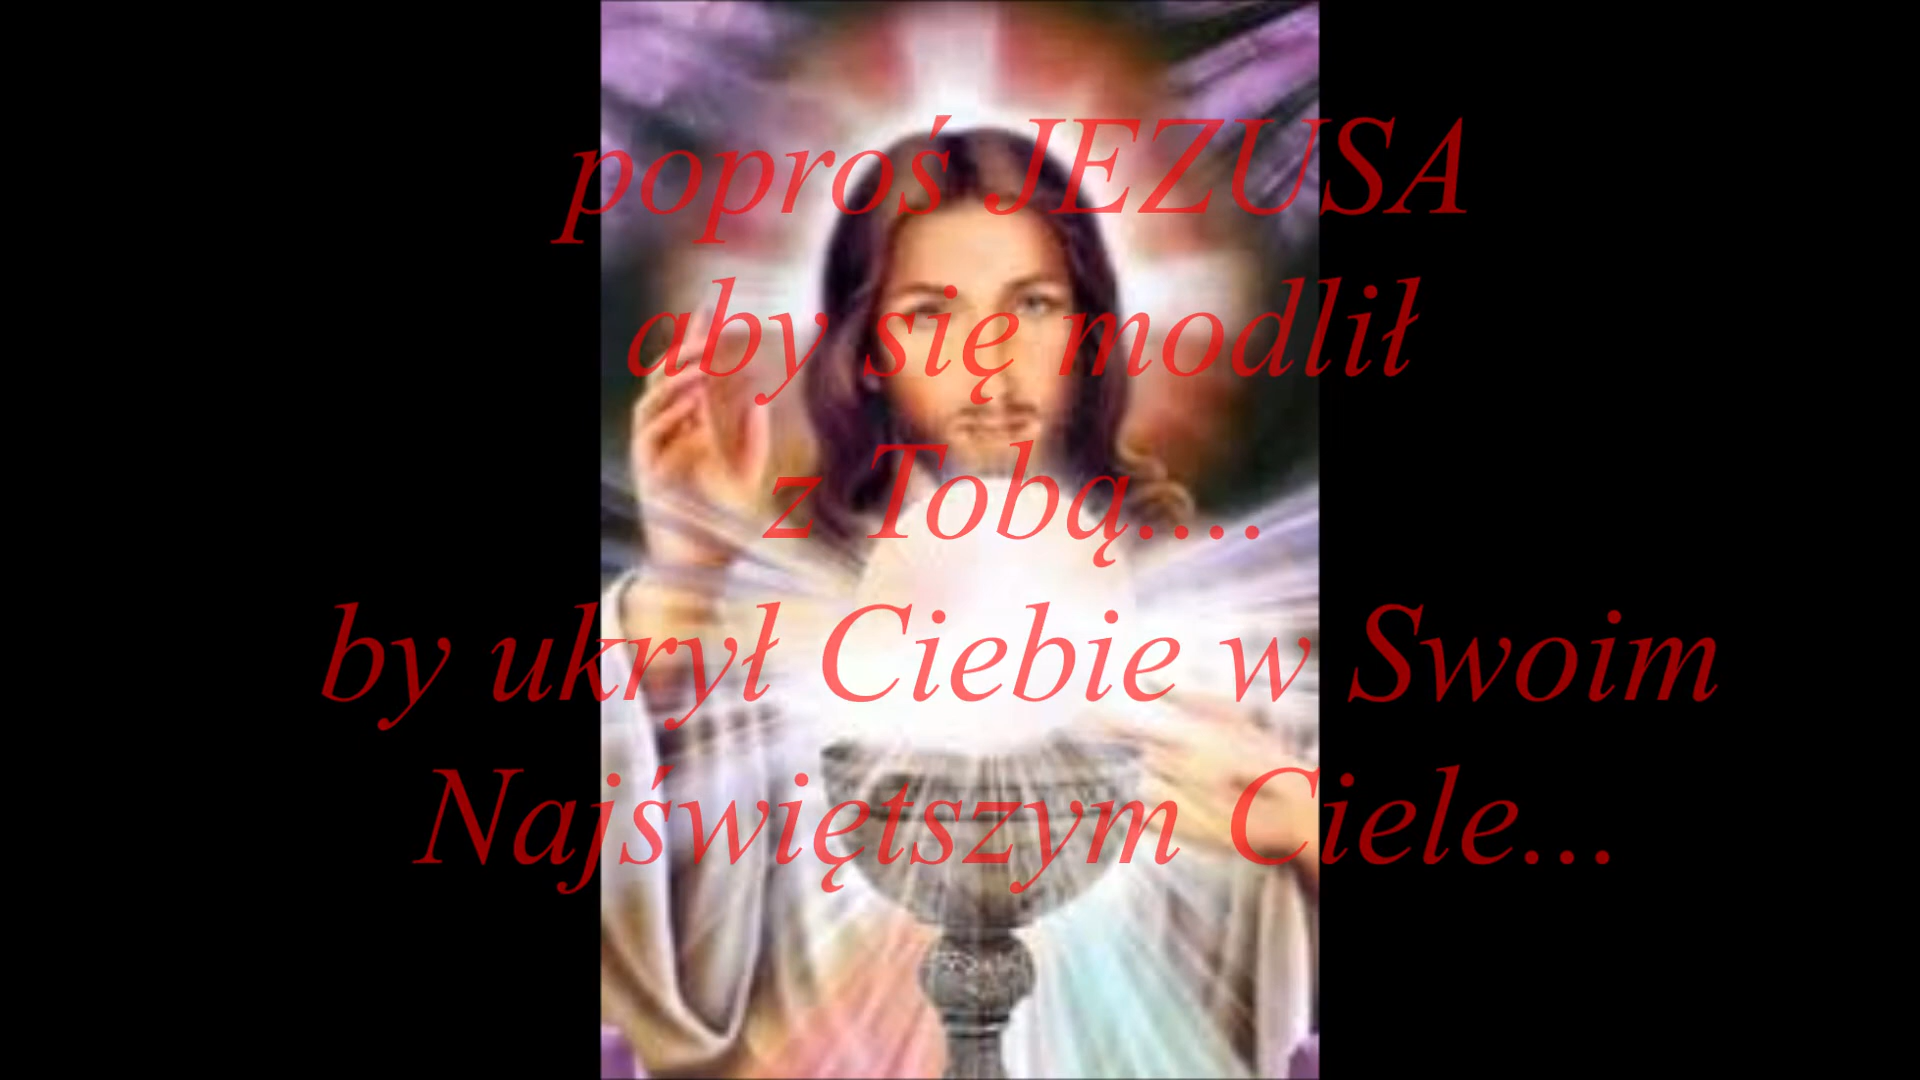 poproś JEZUSA
aby się modlił
z Tobą....
by ukrył Ciebie w Swoim
Najświętszym Ciele...